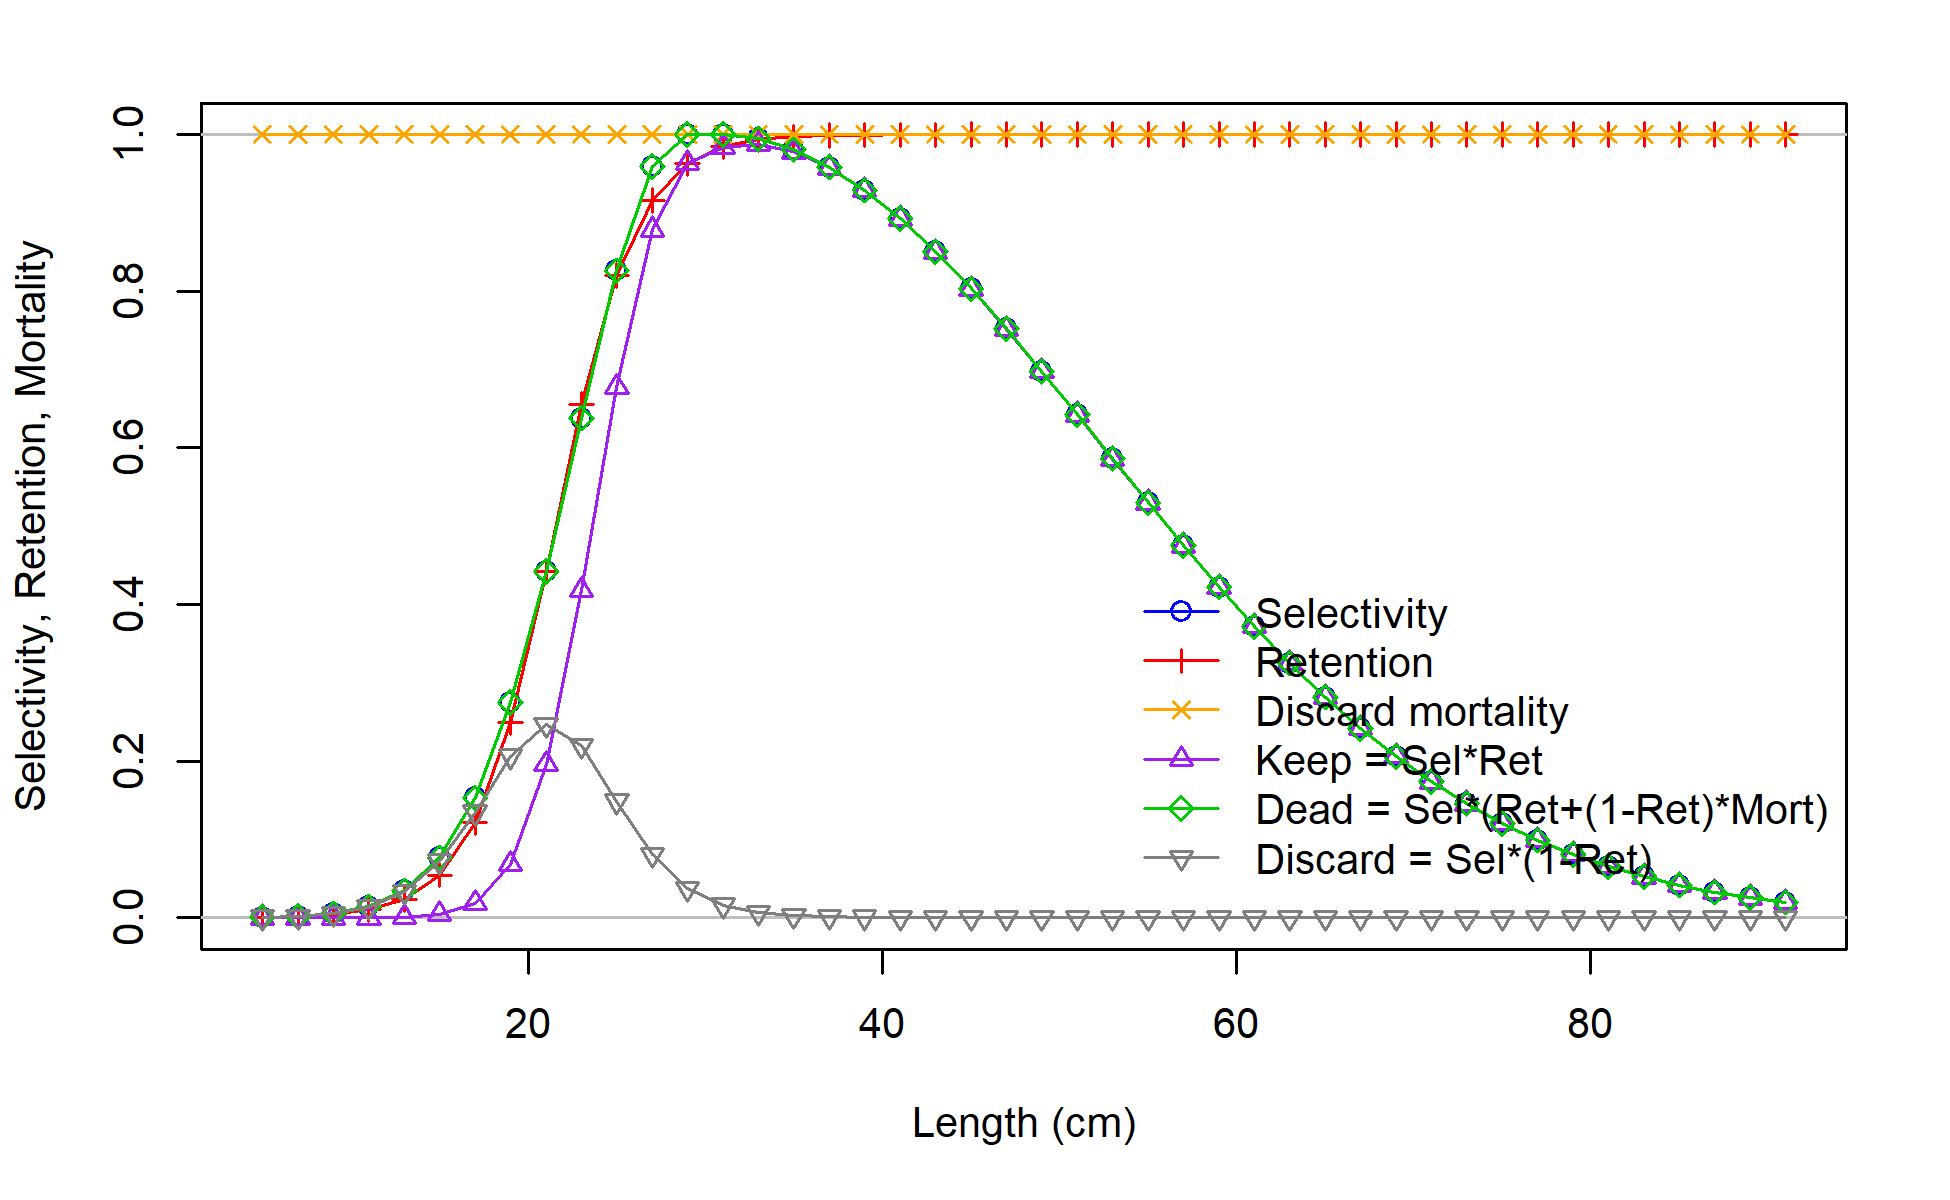 Selectivity, Retention, Mortality
1.0
0.8
0.6
0.4
0.2
0.0
Selectivity
Retention
Discard mortality
Keep = Sel*Ret
Dead = Sel*(Ret+(1-Ret)*Mort)
Discard = Sel*(1-Ret)
20 40 60 80
Length (cm)